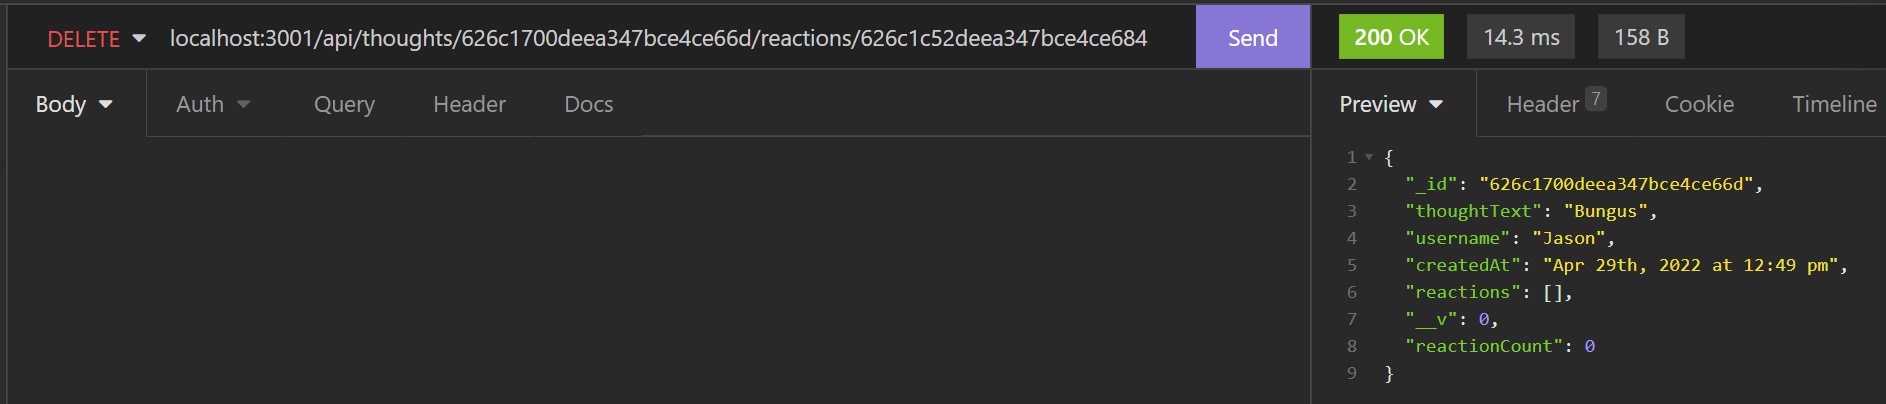 DELETE localhost:3001/api/thoughts/626c1700deea347bce4ce66d/reactions/626c1c52deea347bce4ce684 Send 200 OK 14.3 ms 158 B
Body Auth Query Header Docs Preview Header 7 Cookie Timeline
1 {
2 "_id": "626c1700deea347bce4ce66d",
3 "thoughtText": "Bungus",
4 "username": "Jason",
5 "createdAt": "Apr 29th, 2022 at 12:49 pm",
6 "reactions": [],
7 "__v": 0,
8 "reactionCount": 0
9 }